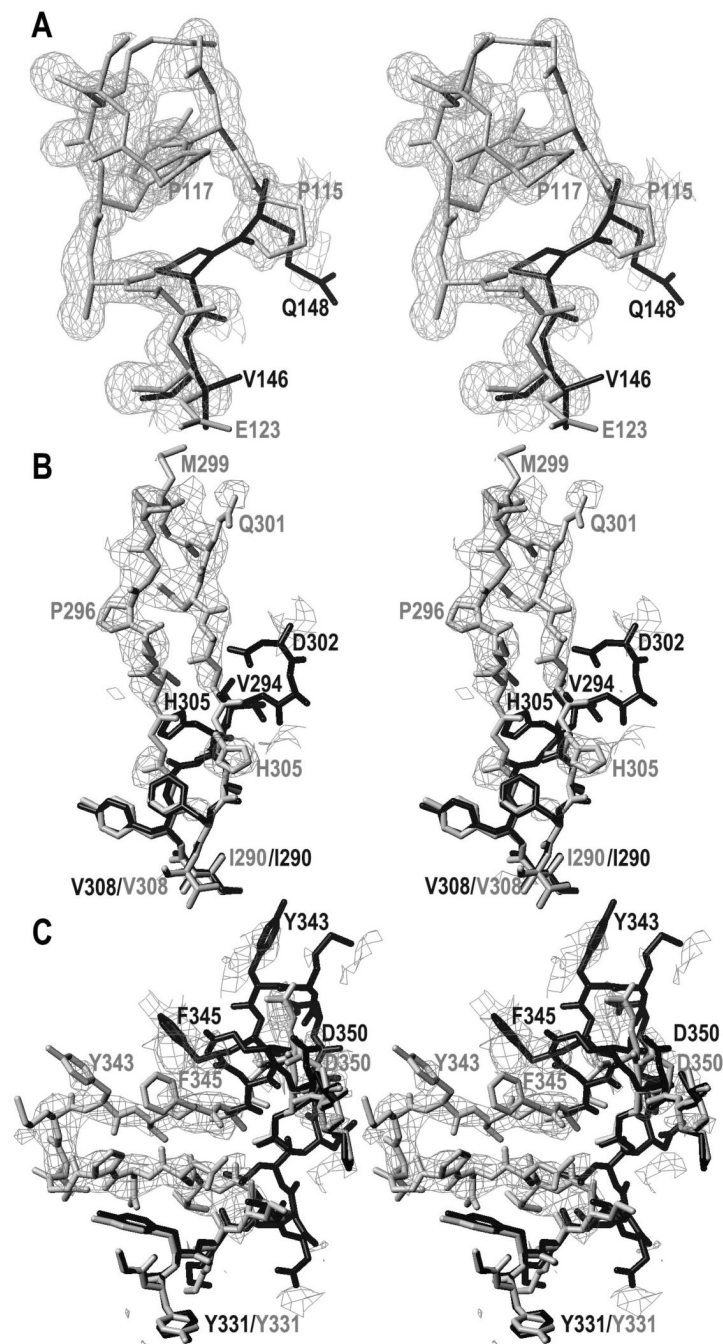 A
P117 P115 P117 P115
Q148 Q148
V146 V146
E123 E123
B
M299 M299
Q301 Q301
P296 P296
D302 D302
V294 V294
H305 H305
H305 H305
I290/I290 I290/I290
V308/V308 V308/V308
C
Y343 Y343
F345 F345
D350 D350
Y343 F345 D350 Y343 F345 D350
Y331/Y331 Y331/Y331